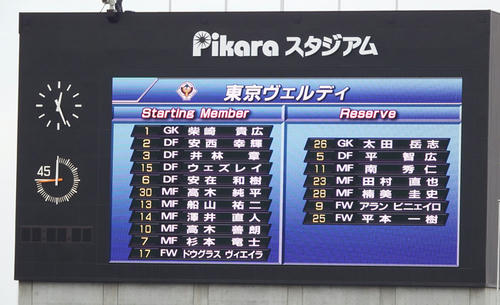 Pikara スタジアム
東京ヴェルディ
Starting Member
1 GK 柴崎 貴広
2 DF 安西 幸輝
3 DF 井林 章
15 DF ウェズレイ
6 DF 安在 和樹
30 MF 高木 純平
13 MF 船山 祐二
14 MF 澤井 直人
10 MF 高木 善朗
7 MF 杉本 竜士
17 FW ドウグラス ヴィエイラ
Reserve
26 GK 太田 岳志
5 DF 平 智広
11 MF 南 秀仁
23 MF 田村 直也
28 MF 楠美 圭史
9 FW アラン ピニェイロ
25 FW 平本 一樹
45